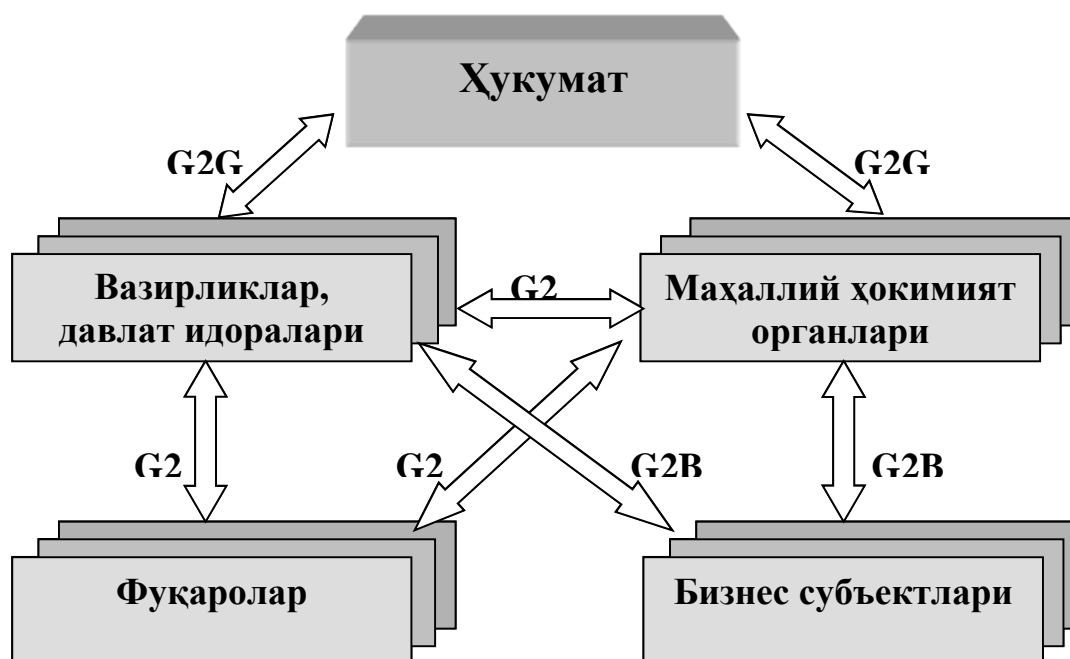 Ҳукумат
G2G
G2G
Вазирликлар,
давлат идоралари
G2
Маҳаллий ҳокимият
органлари
G2
G2
G2B
G2B
Фуқаролар
Бизнес субъектлари